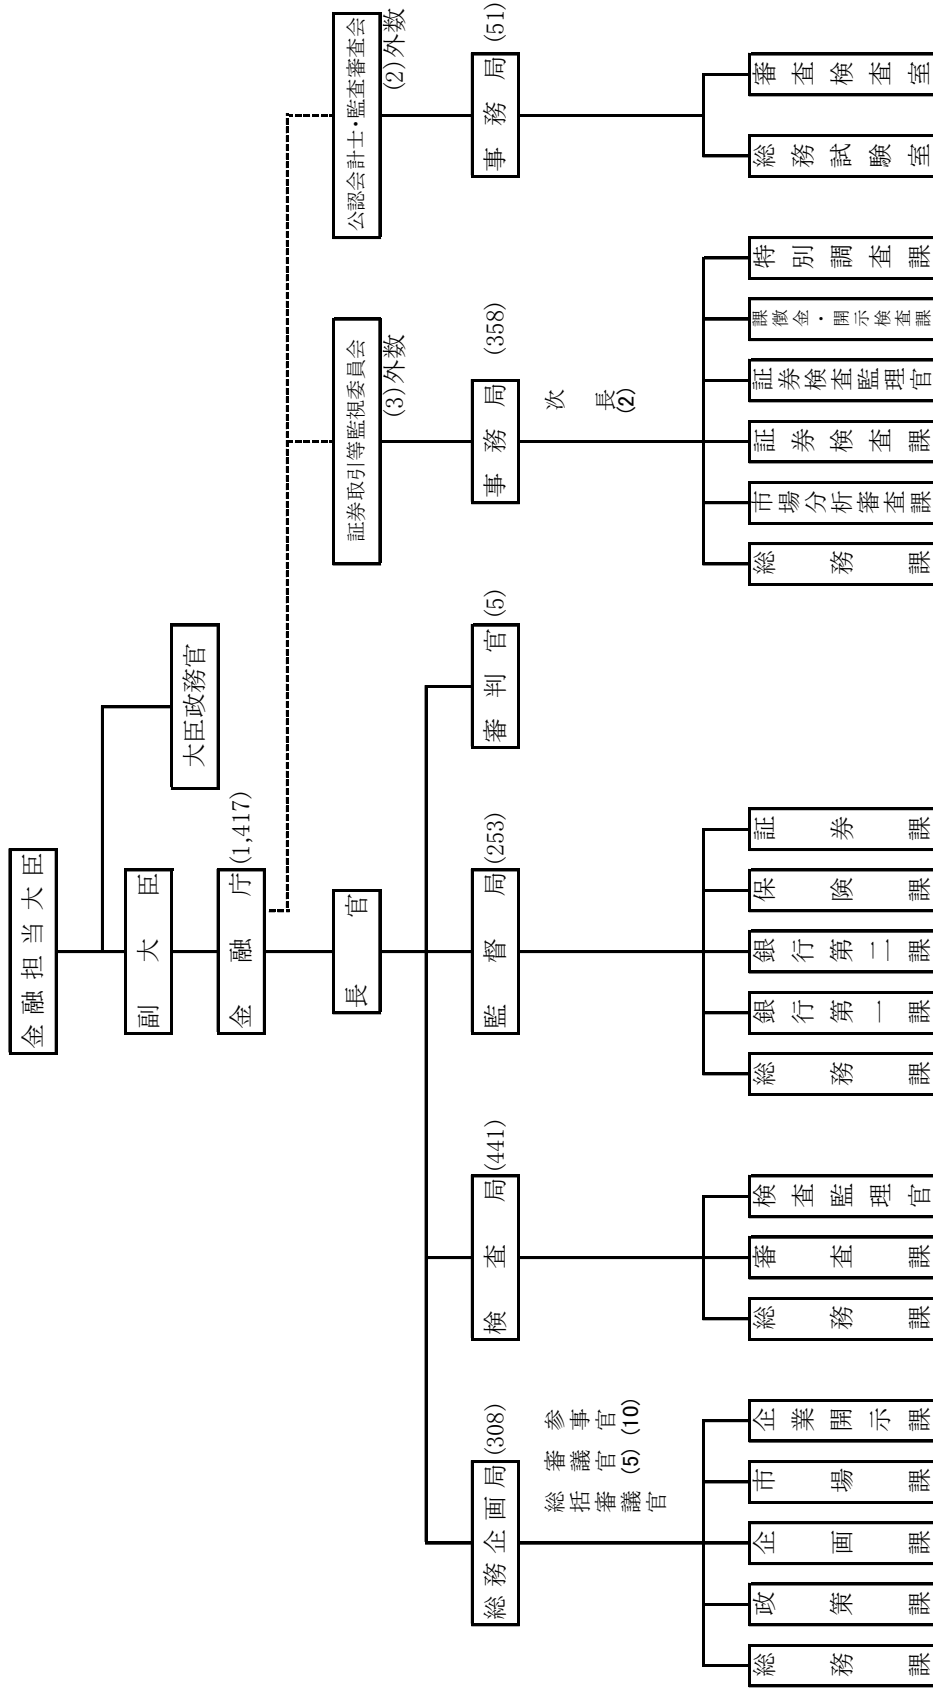 金融担当大臣
副大臣
大臣政務官
金融庁 (1,417)
長官
総務企画局 (308)
総括審議官
審議官 (5)
参事官 (10)
総務課
政策課
企画課
市場課
企業開示課
検査局 (441)
総務課
審査課
検査監理官
監督局 (253)
総務課
銀行第一課
銀行第二課
保険課
証券課
審判官 (5)
証券取引等監視委員会
(3)外数
事務局 (358)
次長 (2)
総務課
市場分析審査課
証券検査課
証券検査監理官
課徴金・開示検査課
特別調査課
公認会計士・監査審査会
(2)外数
事務局 (51)
総務試験室
審査検査室